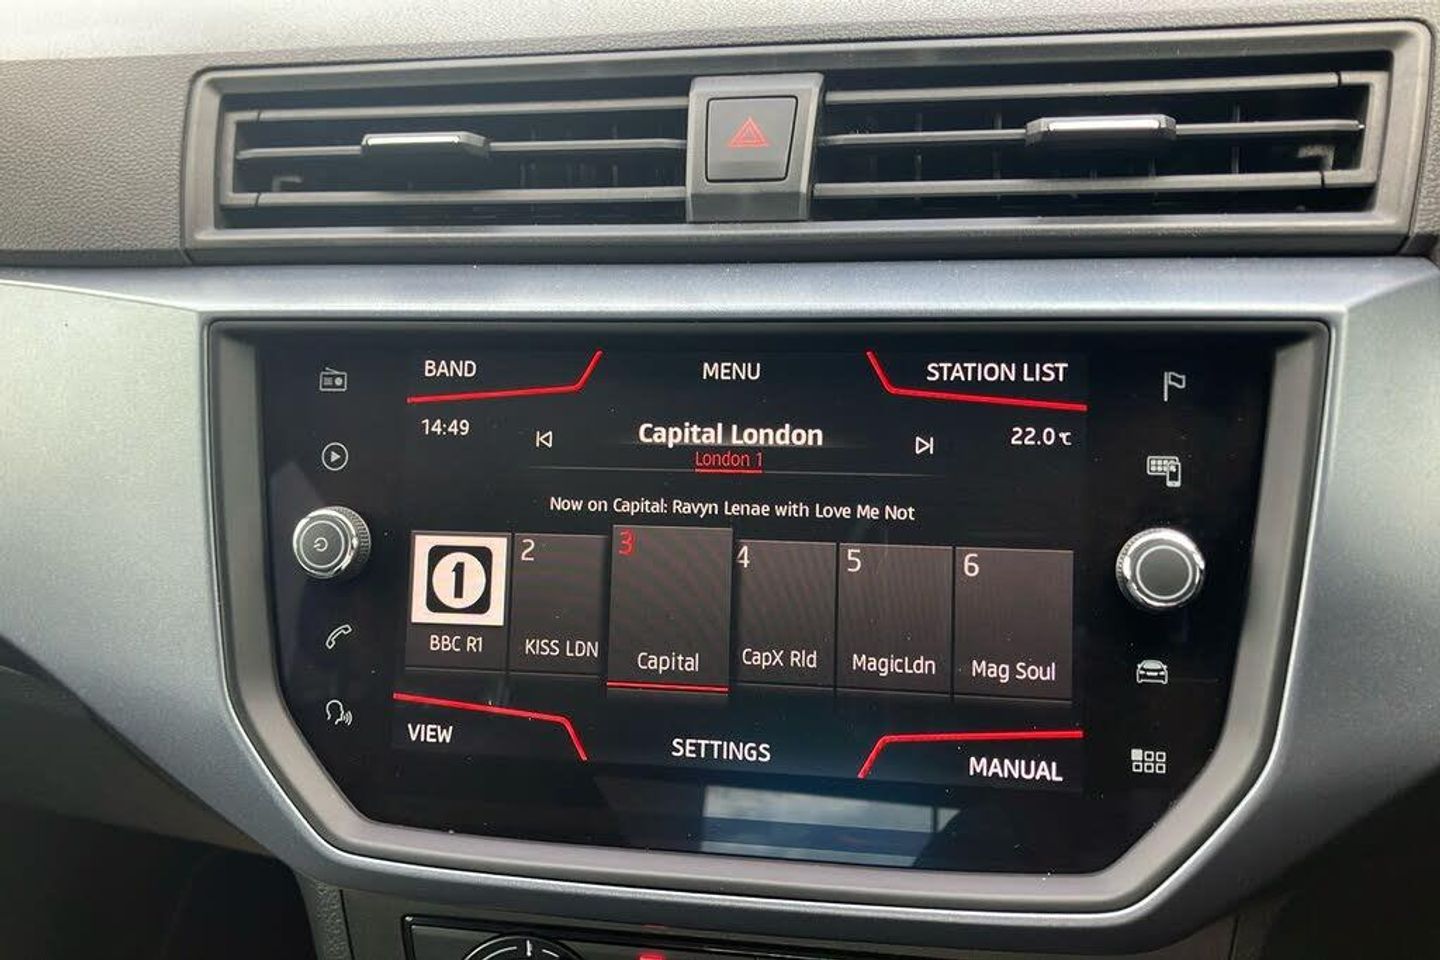 BAND
MENU
STATION LIST
14:49
Capital London
22.0℃
London 1
Now on Capital: Ravyn Lenae with Love Me Not
1
2
3
4
5
6
BBC R1
KISS LDN
Capital
CapX Rld
MagicLdn
Mag Soul
VIEW
SETTINGS
MANUAL